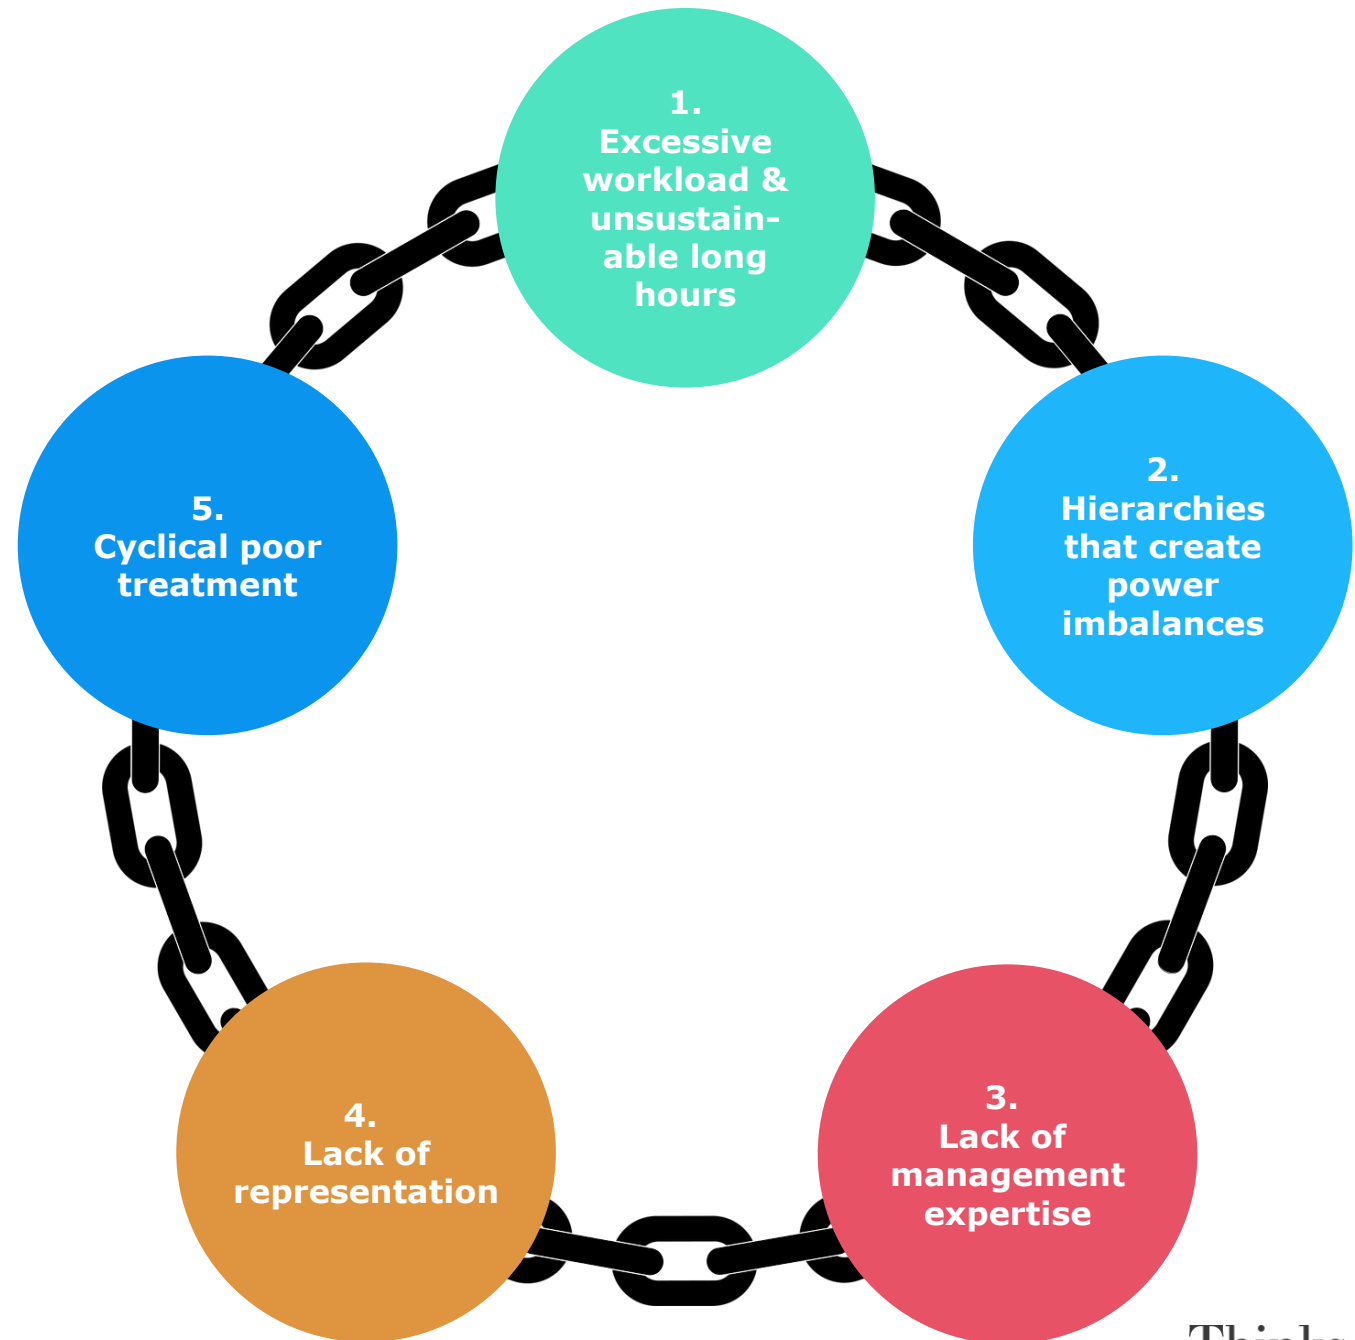 1.
Excessive
workload &
unsustain-
able long
hours
2.
Hierarchies
that create
power
imbalances
3.
Lack of
management
expertise
4.
Lack of
representation
5.
Cyclical poor
treatment
Thinks